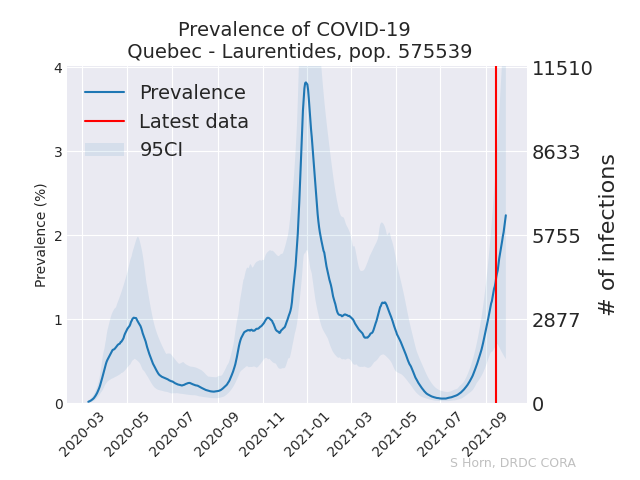 Prevalence of COVID-19
Quebec - Laurentides, pop. 575539
Prevalence
Latest data
95CI
Prevalence (%)
4
3
2
1
0
11510
8633
5755
2877
0
# of infections
2020-03
2020-05
2020-07
2020-09
2020-11
2021-01
2021-03
2021-05
2021-07
2021-09
S Horn, DRDC CORA